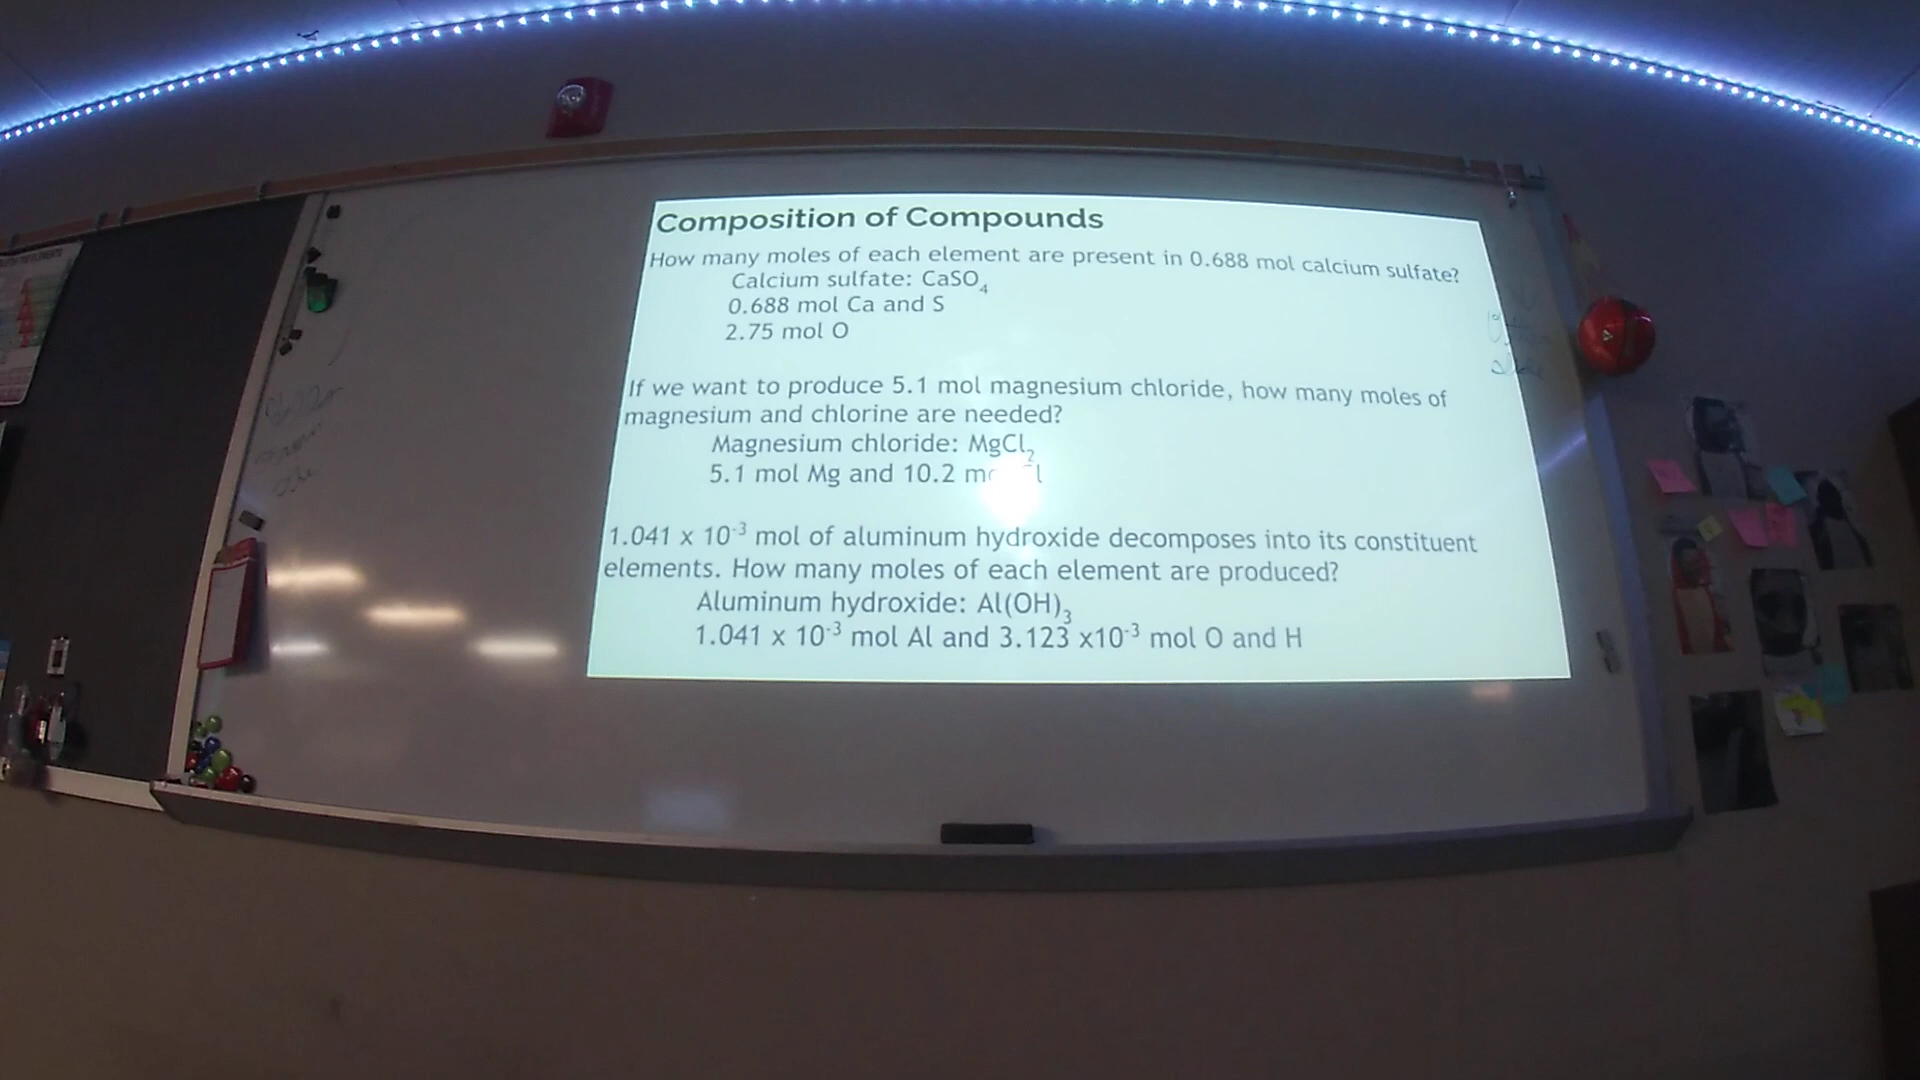 Composition of Compounds
How many moles of each element are present in 0.688 mol calcium sulfate?
Calcium sulfate: CaSO₄
0.688 mol Ca and S
2.75 mol O
If we want to produce 5.1 mol magnesium chloride, how many moles of
magnesium and chlorine are needed?
Magnesium chloride: MgCl₂
5.1 mol Mg and 10.2
1.041 x 10⁻³ mol of aluminum hydroxide decomposes into its constituent
elements. How many moles of each element are produced?
Aluminum hydroxide: Al(OH)₃
1.041 x 10⁻³ mol Al and 3.123 x10⁻³ mol O and H